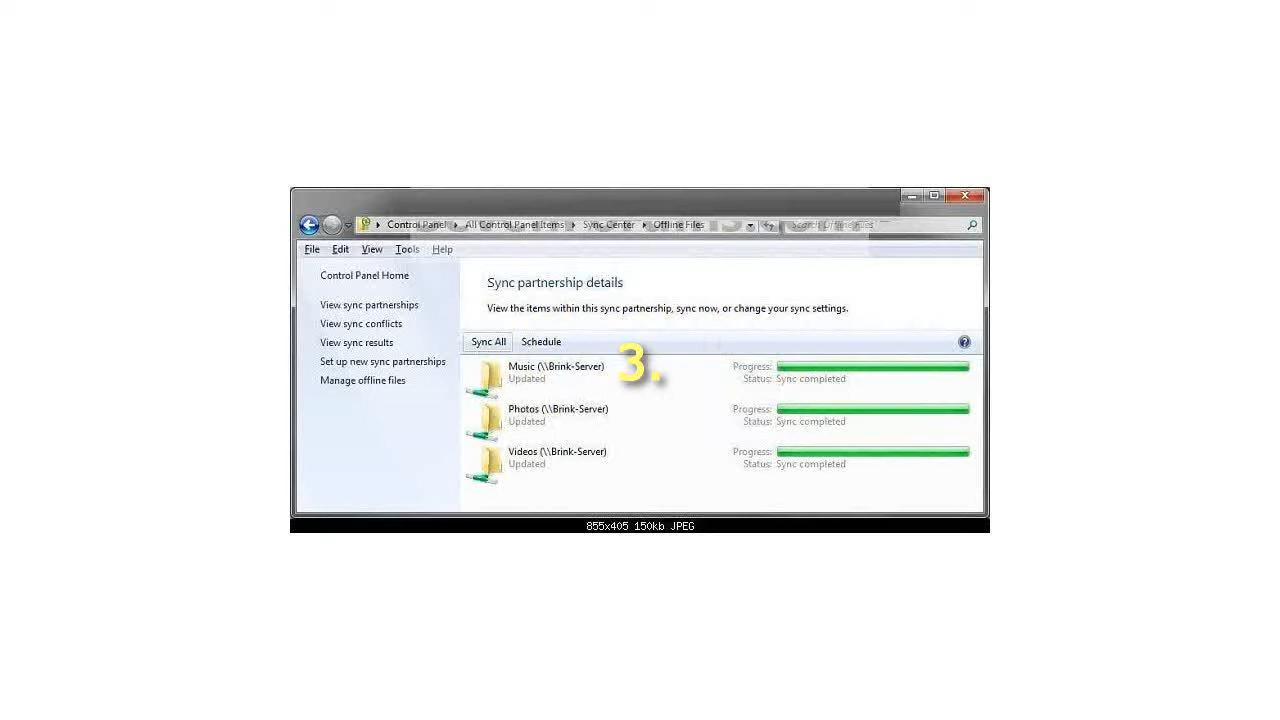 Control Panel All Control Panel Items Sync Center Offline Files Search Offline Files
File Edit View Tools Help
Control Panel Home
View sync partnerships
View sync conflicts
View sync results
Set up new sync partnerships
Manage offline files
Sync partnership details
View the items within this sync partnership, sync now, or change your sync settings.
Sync All Schedule
3.
Music (\\Brink-Server) Progress:
Updated Status: Sync completed
Photos (\\Brink-Server) Progress:
Updated Status: Sync completed
Videos (\\Brink-Server) Progress:
Updated Status: Sync completed
855x405 150kb JPEG